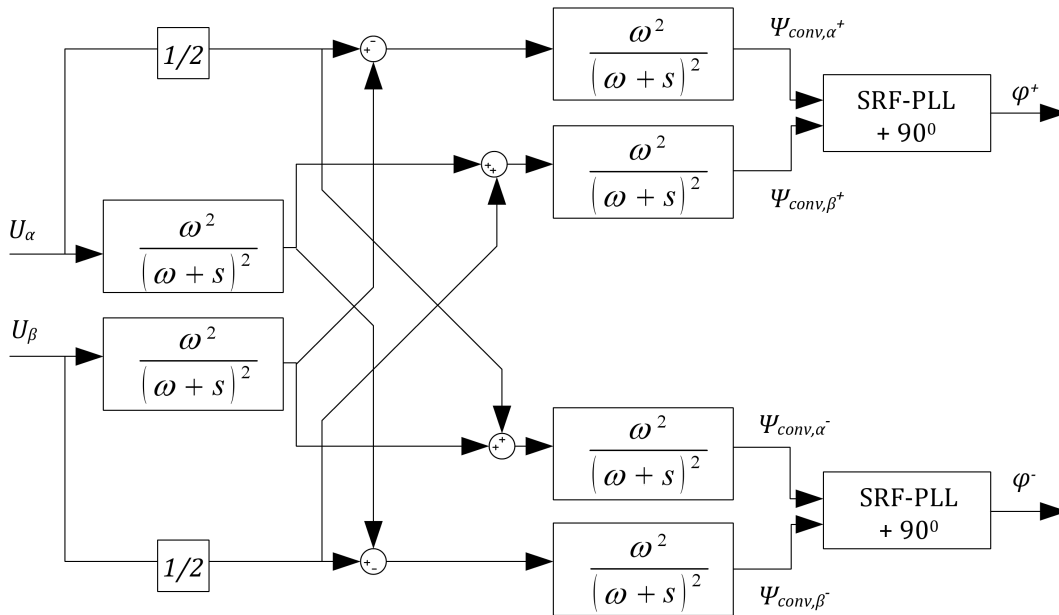 1/2
- +
ω²
(ω + s)²
Ψconv,α⁺
SRF-PLL
+ 90⁰
φ⁺
+ +
ω²
(ω + s)²
Ψconv,β⁺
Uα
ω²
(ω + s)²
Uβ
ω²
(ω + s)²
+ +
ω²
(ω + s)²
Ψconv,α⁻
SRF-PLL
+ 90⁰
φ⁻
1/2
+ -
ω²
(ω + s)²
Ψconv,β⁻